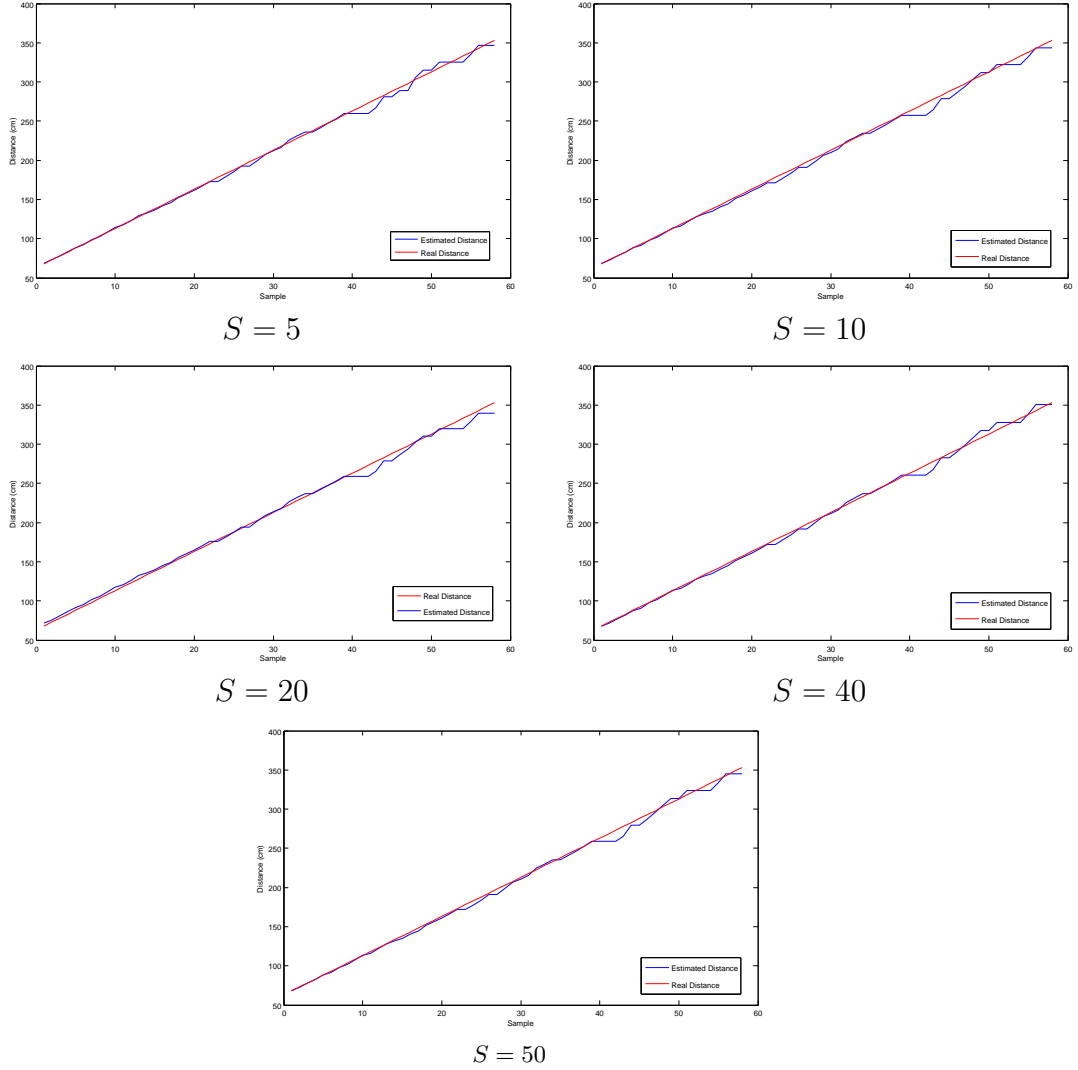 400
350
300
250
200
150
100
50
0 10 20 30 40 50 60
Distance (cm)
Sample
Estimated Distance
Real Distance
S = 5
400
350
300
250
200
150
100
50
0 10 20 30 40 50 60
Distance (cm)
Sample
Estimated Distance
Real Distance
S = 10
400
350
300
250
200
150
100
50
0 10 20 30 40 50 60
Distance (cm)
Sample
Real Distance
Estimated Distance
S = 20
400
350
300
250
200
150
100
50
0 10 20 30 40 50 60
Distance (cm)
Sample
Estimated Distance
Real Distance
S = 40
400
350
300
250
200
150
100
50
0 10 20 30 40 50 60
Distance (cm)
Sample
Estimated Distance
Real Distance
S = 50